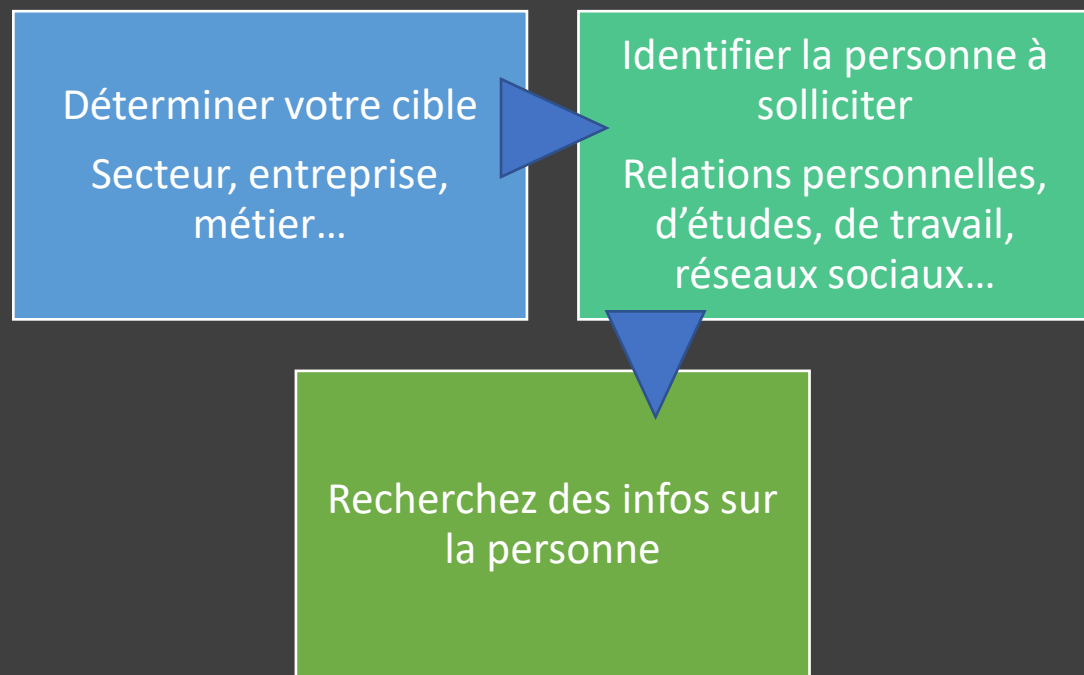 Déterminer votre cible
Secteur, entreprise,
métier…
Identifier la personne à
solliciter
Relations personnelles,
d’études, de travail,
réseaux sociaux…
Recherchez des infos sur
la personne